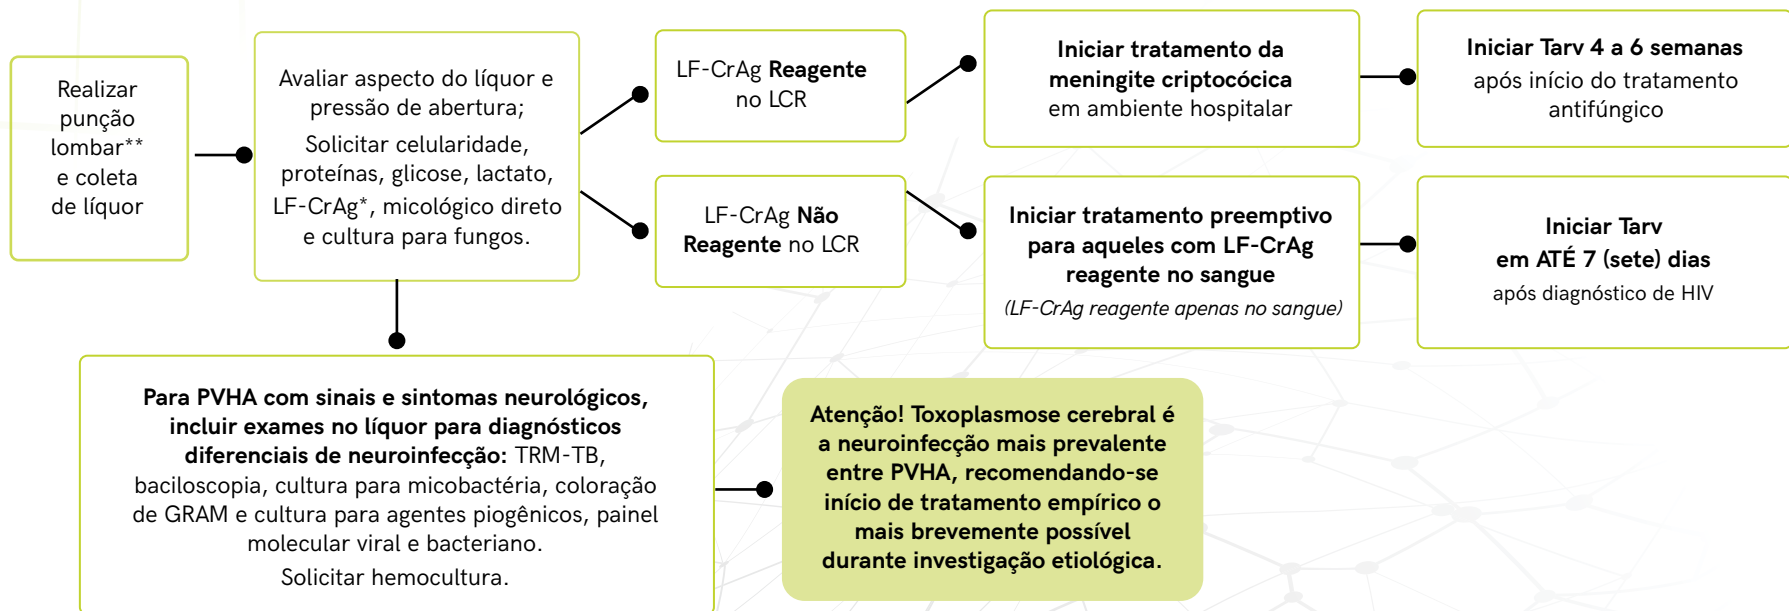 Realizar
punção
lombar**
e coleta
de líquor
Avaliar aspecto do líquor e
pressão de abertura;
Solicitar celularidade,
proteínas, glicose, lactato,
LF-CrAg*, micológico direto
e cultura para fungos.
LF-CrAg Reagente
no LCR
Iniciar tratamento da
meningite criptocócica
em ambiente hospitalar
Iniciar Tarv 4 a 6 semanas
após início do tratamento
antifúngico
LF-CrAg Não
Reagente no LCR
Iniciar tratamento preemptivo
para aqueles com LF-CrAg
reagente no sangue
(LF-CrAg reagente apenas no sangue)
Iniciar Tarv
em ATÉ 7 (sete) dias
após diagnóstico de HIV
Para PVHA com sinais e sintomas neurológicos,
incluir exames no líquor para diagnósticos
diferenciais de neuroinfecção: TRM-TB,
baciloscopia, cultura para micobactéria, coloração
de GRAM e cultura para agentes piogênicos, painel
molecular viral e bacteriano.
Solicitar hemocultura.
Atenção! Toxoplasmose cerebral é
a neuroinfecção mais prevalente
entre PVHA, recomendando-se
início de tratamento empírico o
mais brevemente possível
durante investigação etiológica.